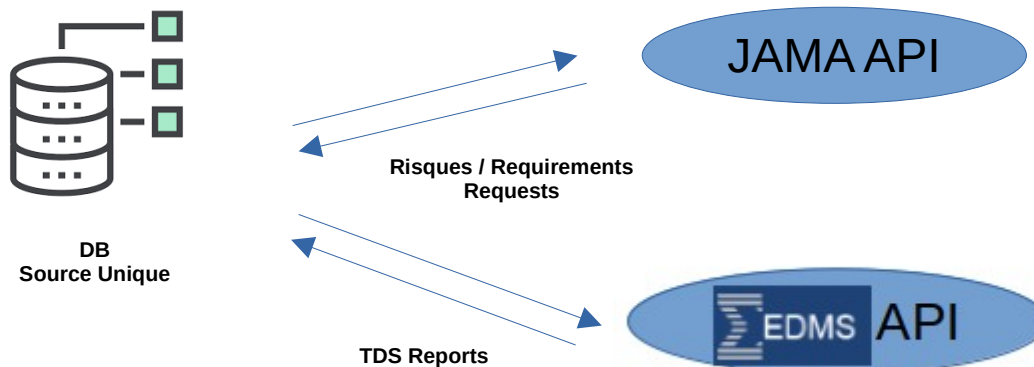 JAMA API
Risques / Requirements
Requests
DB
Source Unique
EDMS API
TDS Reports